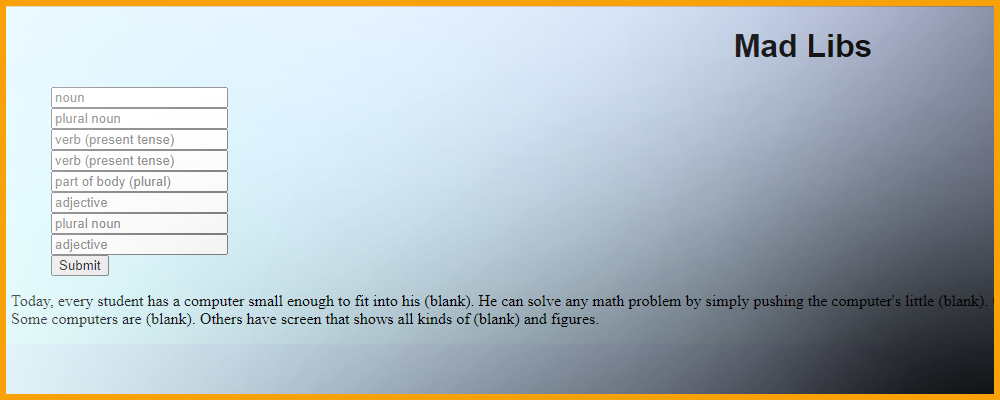 Mad Libs
noun
plural noun
verb (present tense)
verb (present tense)
part of body (plural)
adjective
plural noun
adjective
Submit
Today, every student has a computer small enough to fit into his (blank). He can solve any math problem by simply pushing the computer's little (blank).
Some computers are (blank). Others have screen that shows all kinds of (blank) and figures.